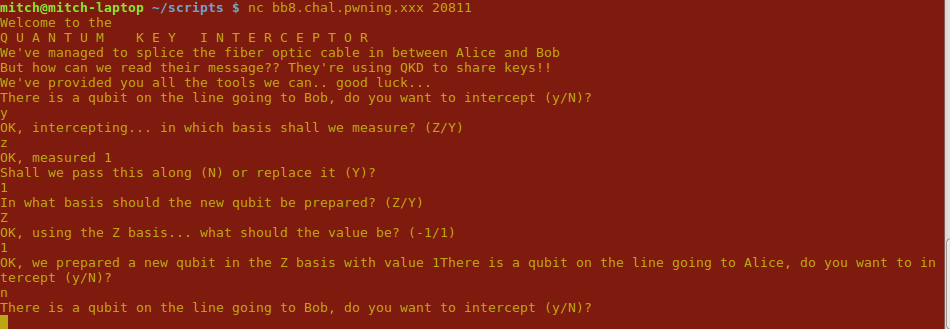 mitch@mitch-laptop ~/scripts $ nc bb8.chal.pwning.xxx 20811
Welcome to the
Q U A N T U M    K E Y   I N T E R C E P T O R
We've managed to splice the fiber optic cable in between Alice and Bob
But how can we read their message?? They're using QKD to share keys!!
We've provided you all the tools we can.. good luck...
There is a qubit on the line going to Bob, do you want to intercept (y/N)?
y
OK, intercepting... in which basis shall we measure? (Z/Y)
z
OK, measured 1
Shall we pass this along (N) or replace it (Y)?
1
In what basis should the new qubit be prepared? (Z/Y)
Z
OK, using the Z basis... what should the value be? (-1/1)
1
OK, we prepared a new qubit in the Z basis with value 1There is a qubit on the line going to Alice, do you want to in
tercept (y/N)?
n
There is a qubit on the line going to Bob, do you want to intercept (y/N)?